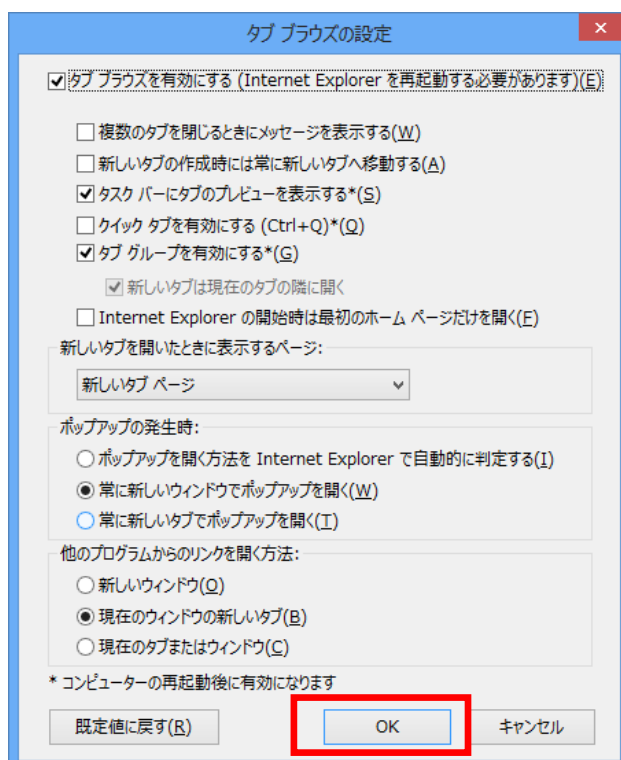 タブ ブラウズの設定
タブ ブラウズを有効にする (Internet Explorer を再起動する必要があります)(E)
複数のタブを閉じるときにメッセージを表示する(W)
新しいタブの作成時には常に新しいタブへ移動する(A)
タスク バーにタブのプレビューを表示する*(S)
クイック タブを有効にする (Ctrl+Q)*(Q)
タブ グループを有効にする*(G)
新しいタブは現在のタブの隣に開く
Internet Explorer の開始時は最初のホーム ページだけを開く(F)
新しいタブを開いたときに表示するページ:
新しいタブ ページ
ポップアップの発生時:
ポップアップを開く方法を Internet Explorer で自動的に判定する(I)
常に新しいウィンドウでポップアップを開く(W)
常に新しいタブでポップアップを開く(T)
他のプログラムからのリンクを開く方法:
新しいウィンドウ(O)
現在のウィンドウの新しいタブ(B)
現在のタブまたはウィンドウ(C)
* コンピューターの再起動後に有効になります
既定値に戻す(R)
OK
キャンセル